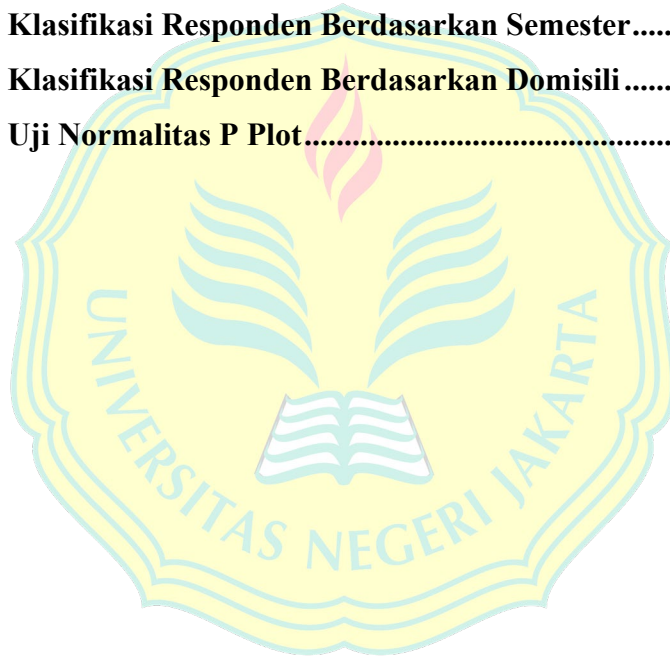 Klasifikasi Responden Berdasarkan Semester.....
Klasifikasi Responden Berdasarkan Domisili......
Uji Normalitas P Plot..............................................
UNIVERSITAS NEGERI JAKARTA